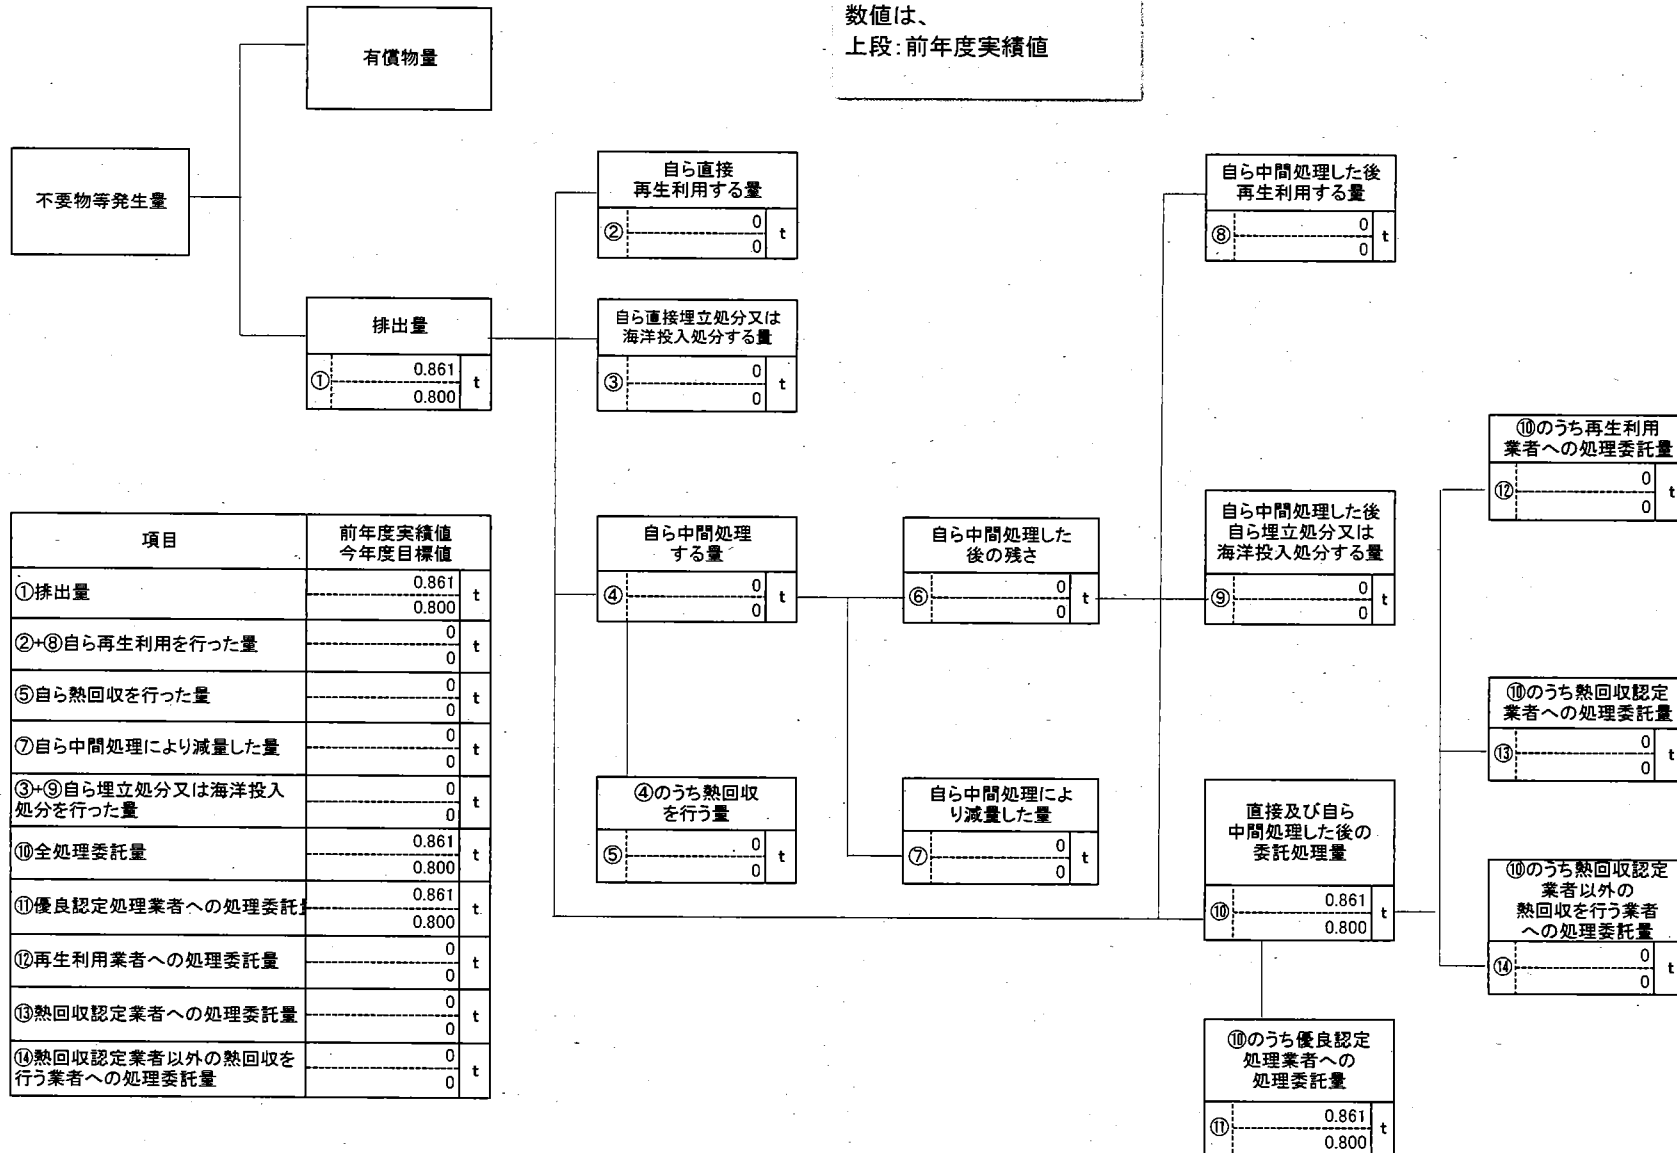 数値は、
上段：前年度実績値
有償物量
不要物等発生量
排出量
① 0.861 t
0.800
自ら直接
再生利用する量
② 0 t
0
自ら直接埋立処分又は
海洋投入処分する量
③ 0 t
0
自ら中間処理
する量
④ 0 t
0
④のうち熱回収
を行う量
⑤ 0 t
0
自ら中間処理した
後の残さ
⑥ 0 t
0
自ら中間処理によ
り減量した量
⑦ 0 t
0
自ら中間処理した後
再生利用する量
⑧ 0 t
0
自ら中間処理した後
自ら埋立処分又は
海洋投入処分する量
⑨ 0 t
0
直接及び自ら
中間処理した後の
委託処理量
⑩ 0.861 t
0.800
⑩のうち優良認定
処理業者への
処理委託量
⑪ 0.861 t
0.800
⑩のうち再生利用
業者への処理委託量
⑫ 0 t
0
⑩のうち熱回収認定
業者への処理委託量
⑬ 0 t
0
⑩のうち熱回収認定
業者以外の
熱回収を行う業者
への処理委託量
⑭ 0 t
0
項目 前年度実績値
今年度目標値
①排出量 0.861 t
0.800
②+⑧自ら再生利用を行った量 0 t
0
⑤自ら熱回収を行った量 0 t
0
⑦自ら中間処理により減量した量 0 t
0
③+⑨自ら埋立処分又は海洋投入
処分を行った量 0 t
0
⑩全処理委託量 0.861 t
0.800
⑪優良認定処理業者への処理委託 0.861 t
0.800
⑫再生利用業者への処理委託量 0 t
0
⑬熱回収認定業者への処理委託量 0 t
0
⑭熱回収認定業者以外の熱回収を
行う業者への処理委託量 0 t
0